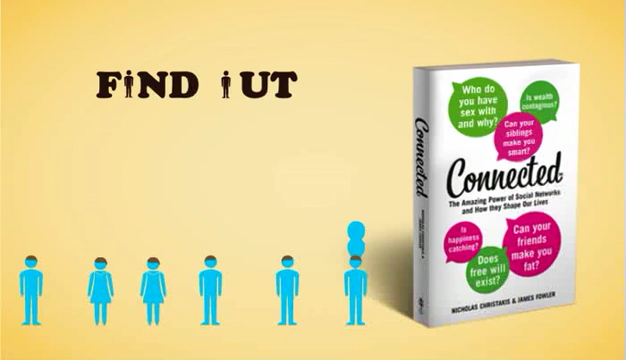 FiND i UT
Who do
you have
sex with
and why?
Is wealth
contagious?
Can your
siblings
make you
smart?
Connected
Connected
The Amazing Power of Social Networks
and How they Shape Our Lives
Is
happiness
catching?
Can your
friends
make you
fat?
Does
free will
exist?
NICHOLAS CHRISTAKIS & JAMES FOWLER